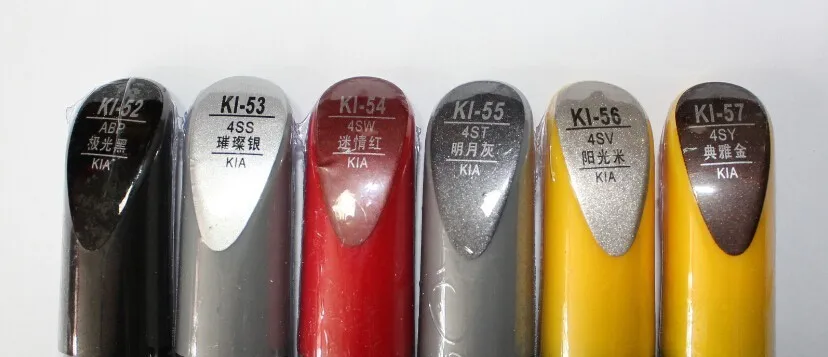 KI-52
ABP
极光黑
KIA
KI-53
4SS
璀璨银
KIA
KI-54
4SW
迷情红
KIA
KI-55
4ST
明月灰
KIA
KI-56
4SV
阳光米
KIA
KI-57
4SY
典雅金
KIA